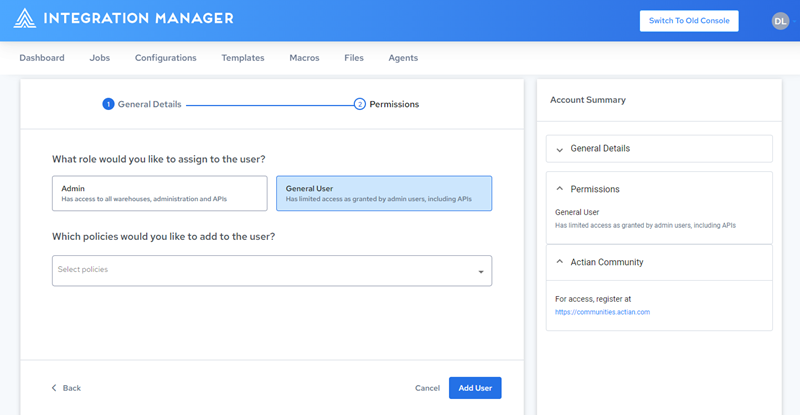 INTEGRATION MANAGER
Switch To Old Console
DL
Dashboard
Jobs
Configurations
Templates
Macros
Files
Agents
1 General Details
2 Permissions
What role would you like to assign to the user?
Admin
Has access to all warehouses, administration and APIs
General User
Has limited access as granted by admin users, including APIs
Which policies would you like to add to the user?
Select policies
Back
Cancel
Add User
Account Summary
General Details
Permissions
General User
Has limited access as granted by admin users, including APIs
Actian Community
For access, register at
https://communities.actian.com